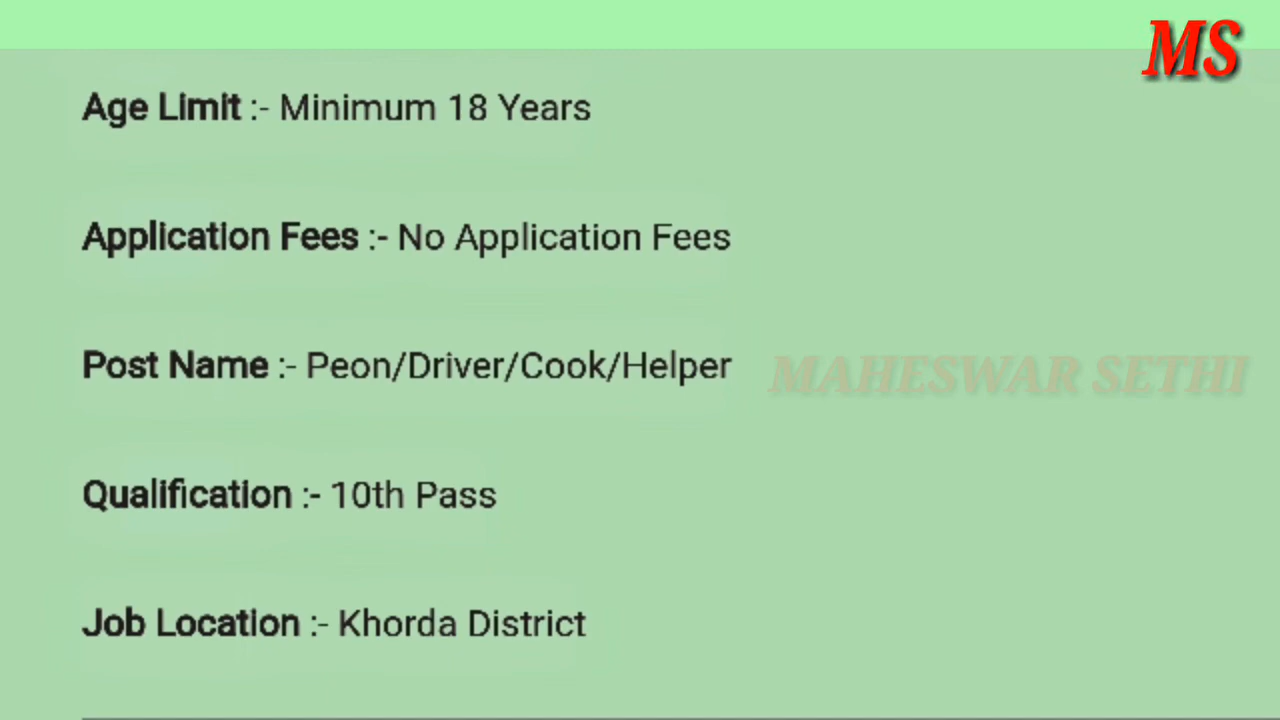 MS
Age Limit :- Minimum 18 Years
Application Fees :- No Application Fees
Post Name :- Peon/Driver/Cook/Helper
MAHESWAR SETHI
Qualification :- 10th Pass
Job Location :- Khorda District